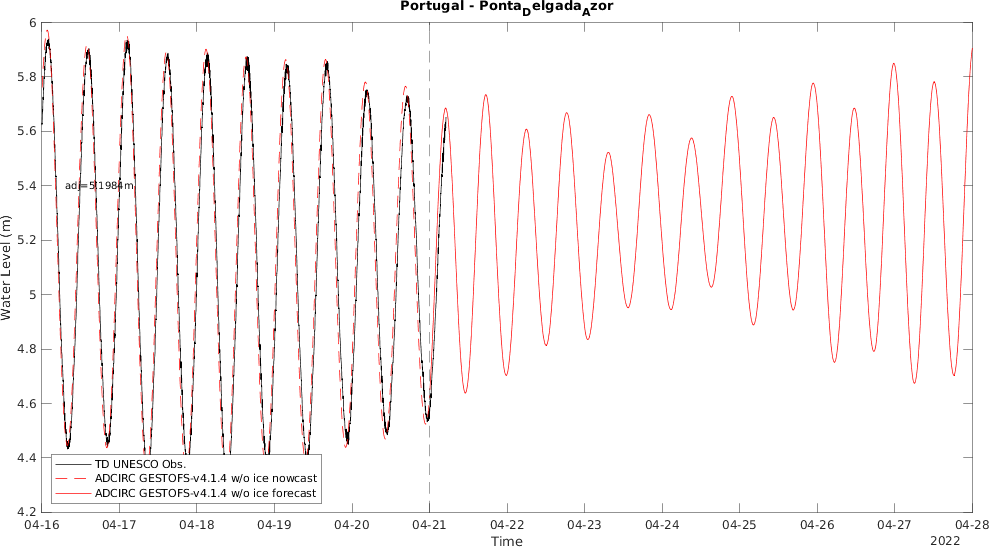 Portugal - PontaDelgadaAzor
6
5.8
5.6
5.4
5.2
5
4.8
4.6
4.4
4.2
Water Level (m)
adj=5.1984m
TD UNESCO Obs.
ADCIRC GESTOFS-v4.1.4 w/o ice nowcast
ADCIRC GESTOFS-v4.1.4 w/o ice forecast
04-16 04-17 04-18 04-19 04-20 04-21 04-22 04-23 04-24 04-25 04-26 04-27 04-28
Time
2022